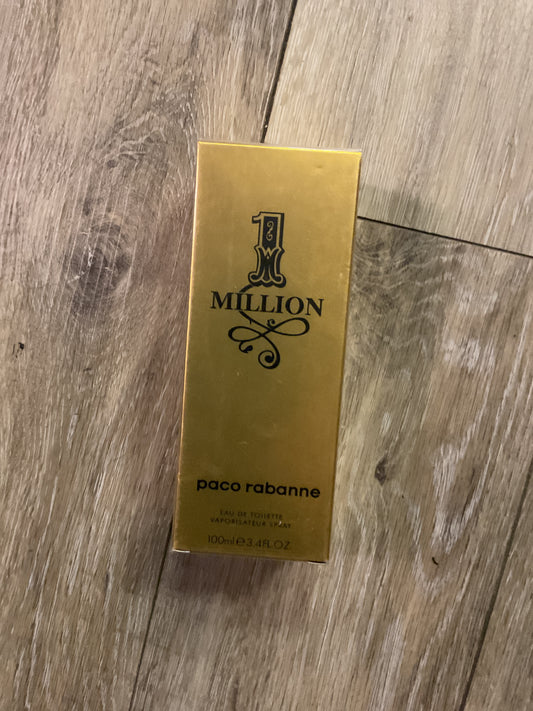 1
MILLION
paco rabanne
EAU DE TOILETTE
VAPORISATEUR SPRAY
100ml ℮ 3.4FL.OZ.